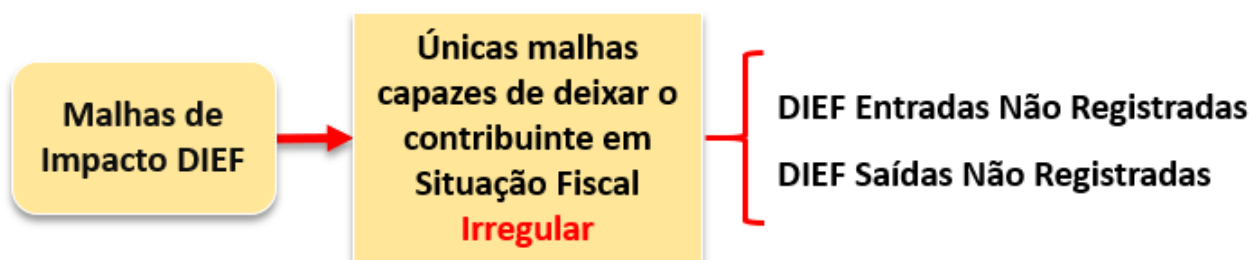 Malhas de
Impacto DIEF
Únicas malhas
capazes de deixar o
contribuinte em
Situação Fiscal
Irregular
DIEF Entradas Não Registradas
DIEF Saídas Não Registradas